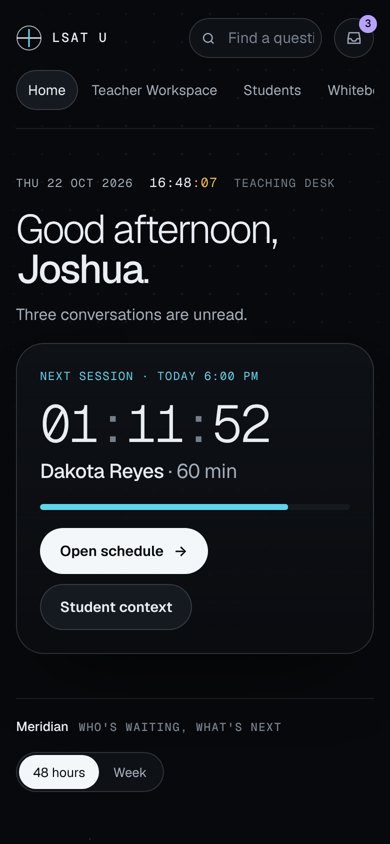 LSAT U
Find a questi
3
Home Teacher Workspace Students Whitebo
THU 22 OCT 2026 16:48:07 TEACHING DESK
Good afternoon,
Joshua.
Three conversations are unread.
NEXT SESSION · TODAY 6:00 PM
01:11:52
Dakota Reyes · 60 min
Open schedule →
Student context
Meridian WHO'S WAITING, WHAT'S NEXT
48 hours Week